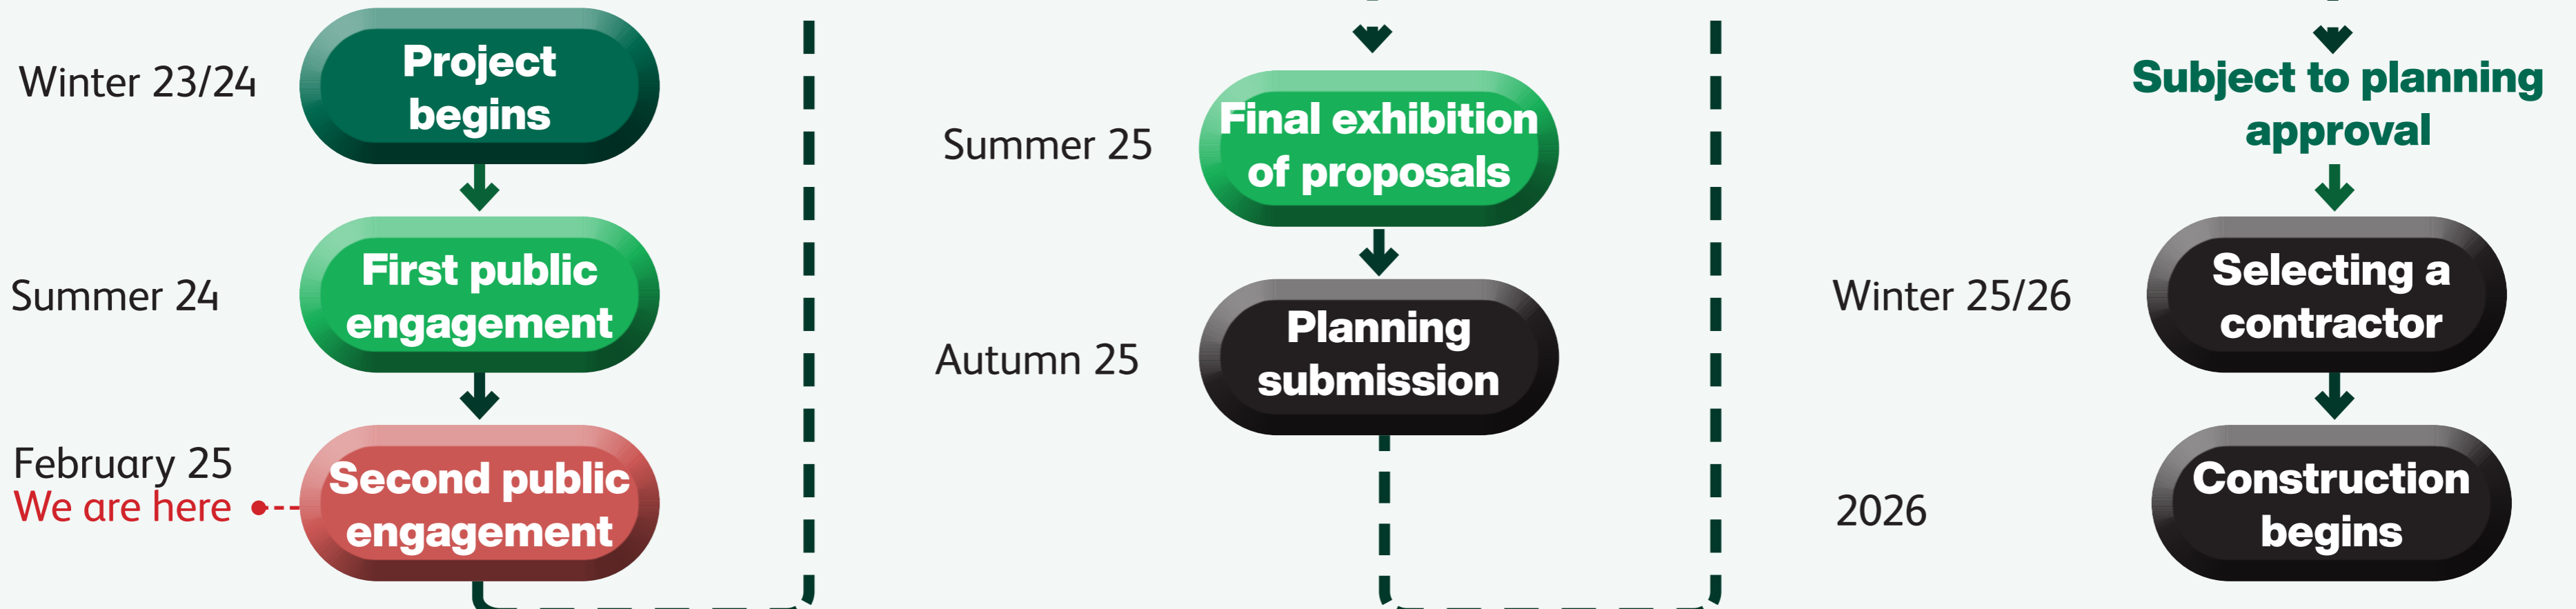 Winter 23/24
Project
begins
Summer 24
First public
engagement
February 25
We are here
Second public
engagement
Summer 25
Final exhibition
of proposals
Autumn 25
Planning
submission
Subject to planning
approval
Winter 25/26
Selecting a
contractor
2026
Construction
begins